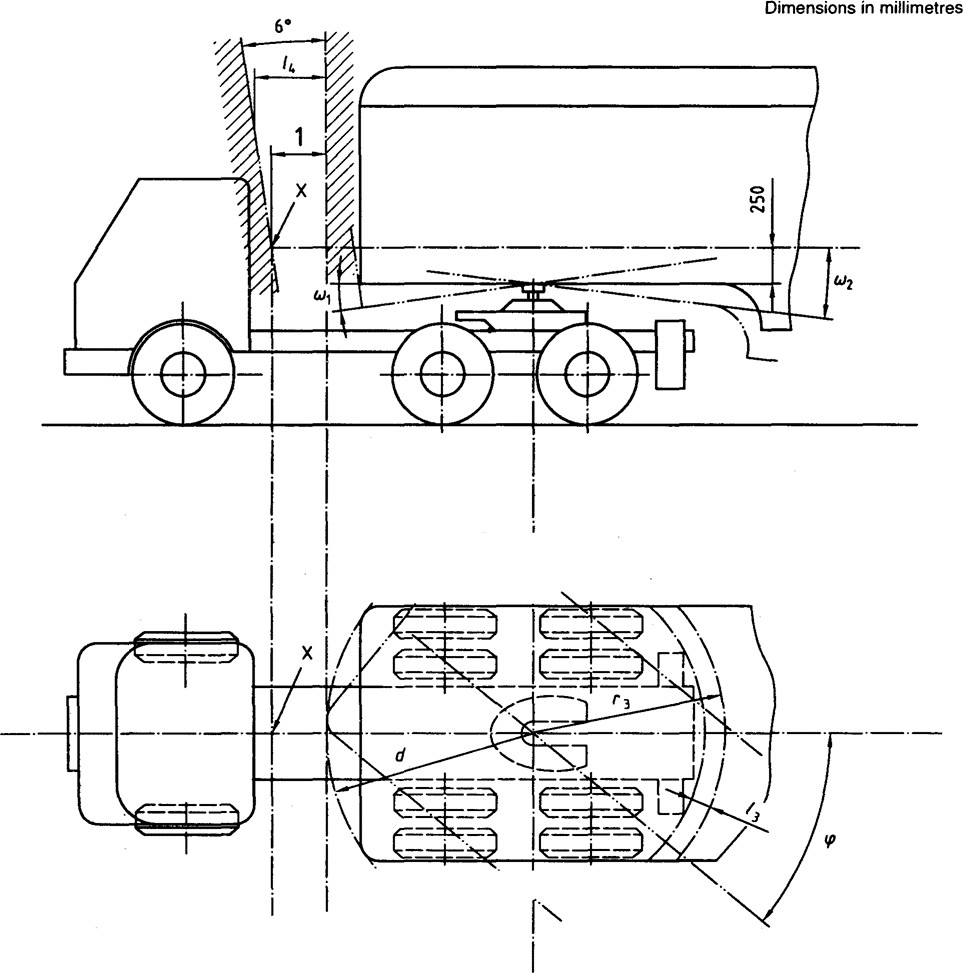 Dimensions in millimetres
6°
l₄
1
X
250
ω₁
ω₂
X
r₃
d
l₃
φ